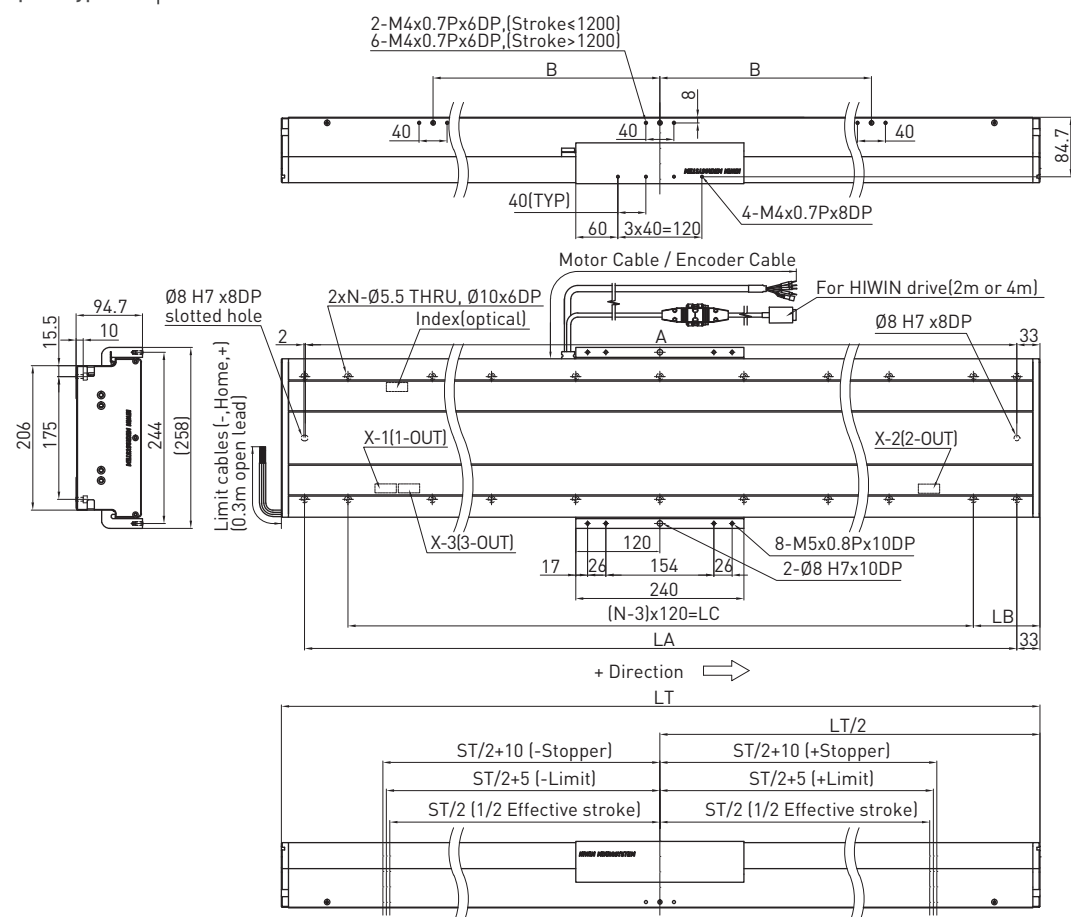 2-M4x0.7Px6DP,(Stroke≤1200)
6-M4x0.7Px6DP,(Stroke>1200)
B
B
8
40
40
40
84.7
40(TYP)
4-M4x0.7Px8DP
60
3x40=120
Motor Cable / Encoder Cable
94.7
Ø8 H7 x8DP
slotted hole
2xN-Ø5.5 THRU, Ø10x6DP
For HIWIN drive(2m or 4m)
Index(optical)
Ø8 H7 x8DP
15.5
10
2
A
33
206
175
244
(258)
Limit cables(-,Home,+)
(0.3m open lead)
X-1(1-OUT)
X-2(2-OUT)
X-3(3-OUT)
120
8-M5x0.8Px10DP
17
26
154
26
2-Ø8 H7x10DP
240
(N-3)x120=LC
LB
LA
33
+ Direction
LT
LT/2
ST/2+10 (-Stopper)
ST/2+10 (+Stopper)
ST/2+5 (-Limit)
ST/2+5 (+Limit)
ST/2 (1/2 Effective stroke)
ST/2 (1/2 Effective stroke)
HIWIN MIKROSYSTEM